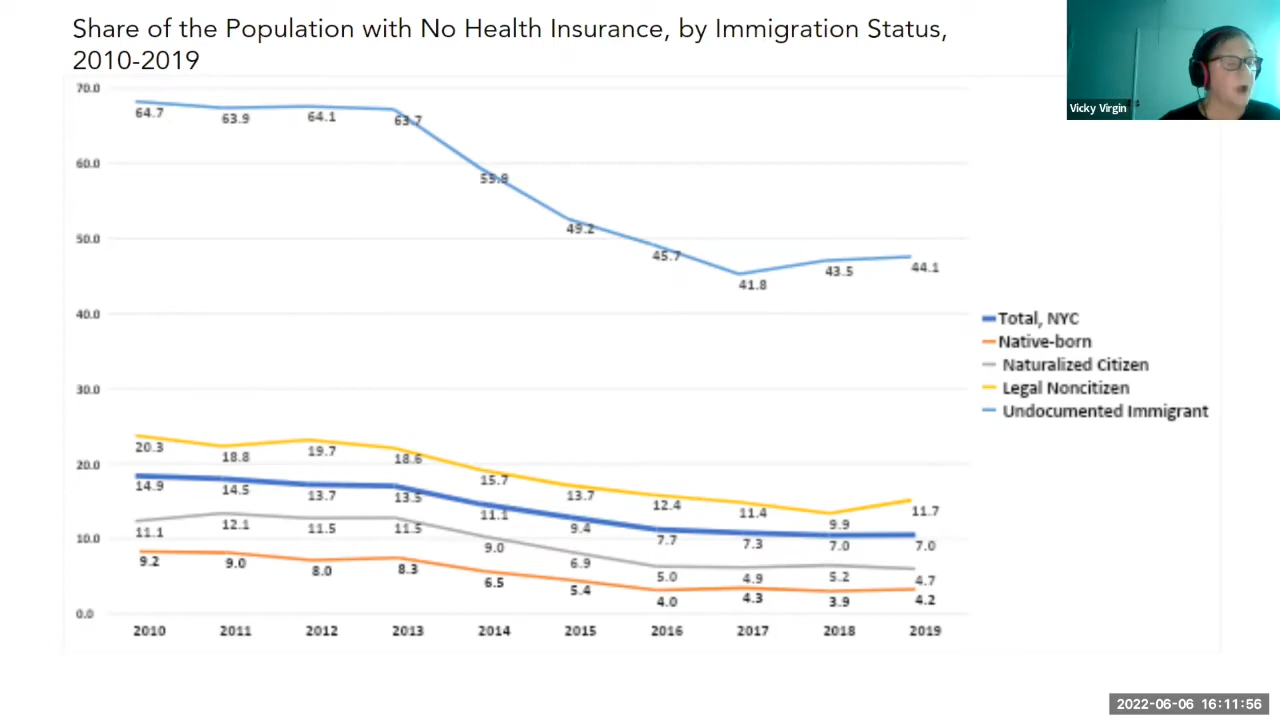 Share of the Population with No Health Insurance, by Immigration Status,
2010-2019
Vicky Virgin
70.0
64.7 63.9 64.1 63.7
60.0
55.9
50.0
49.2 45.7 41.8 43.5 44.1
40.0
30.0
20.0
20.3 18.8 19.7 18.6 15.7 13.7 12.4 11.4 9.9 11.7
14.9 14.5 13.7 13.5 11.1 9.4 7.7 7.3 7.0 7.0
10.0
11.1 12.1 11.5 11.5 9.0 6.9 5.0 4.9 5.2 4.7
9.2 9.0 8.0 8.3 6.5 5.4 4.0 4.3 3.9 4.2
0.0
2010 2011 2012 2013 2014 2015 2016 2017 2018 2019
Total, NYC
Native-born
Naturalized Citizen
Legal Noncitizen
Undocumented Immigrant
2022-06-06 16:11:56